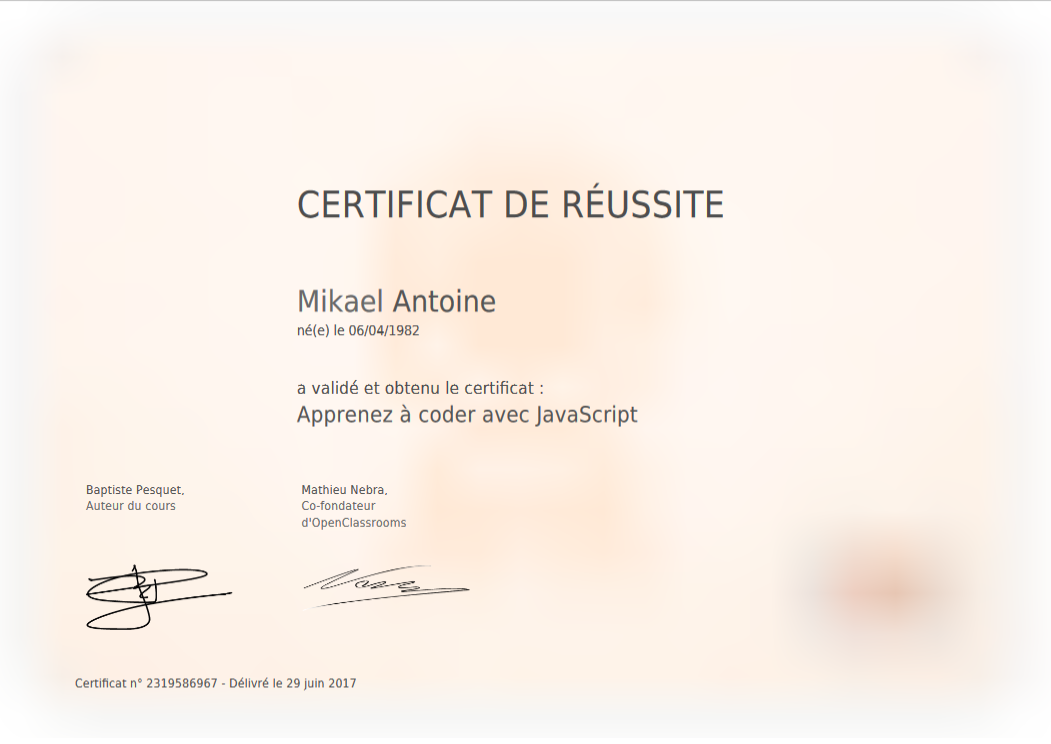 CERTIFICAT DE RÉUSSITE
Mikael Antoine
né(e) le 06/04/1982
a validé et obtenu le certificat :
Apprenez à coder avec JavaScript
Baptiste Pesquet,
Auteur du cours
Mathieu Nebra,
Co-fondateur
d'OpenClassrooms
Certificat n° 2319586967 - Délivré le 29 juin 2017